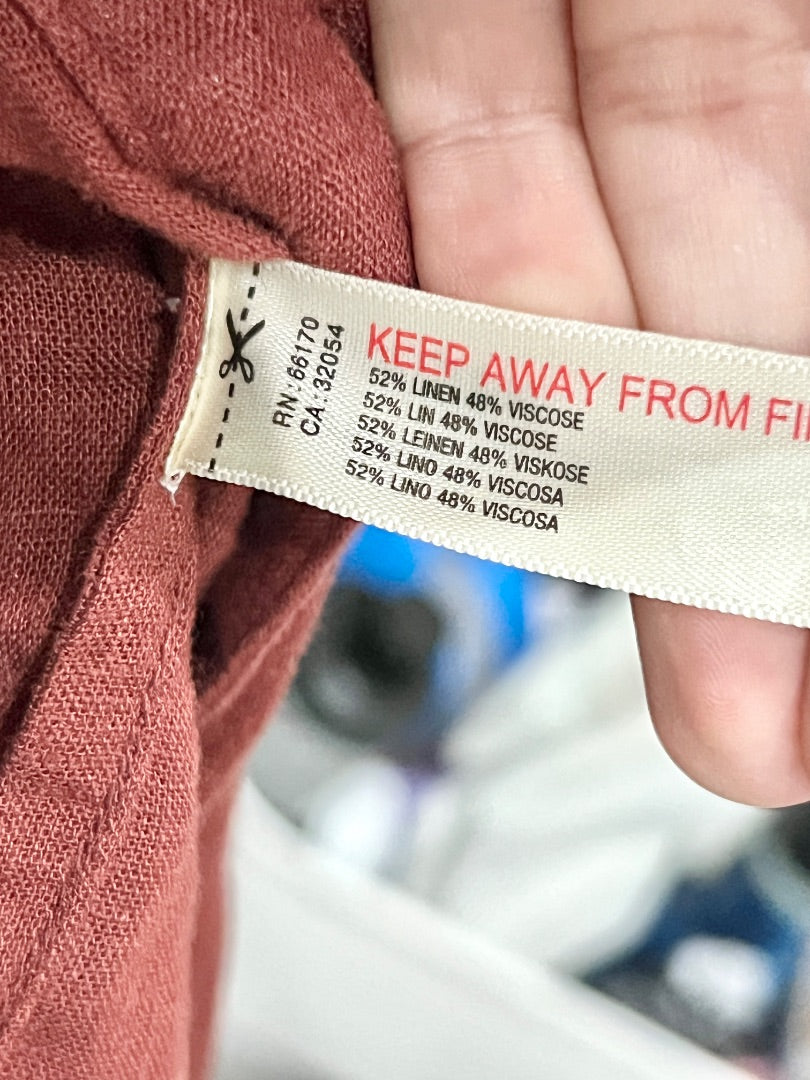 RN:66170
CA:32054
KEEP AWAY FROM
52% LINEN 48% VISCOSE
52% LIN 48% VISCOSE
52% LEINEN 48% VISKOSE
52% LINO 48% VISCOSA
52% LINO 48% VISCOSA